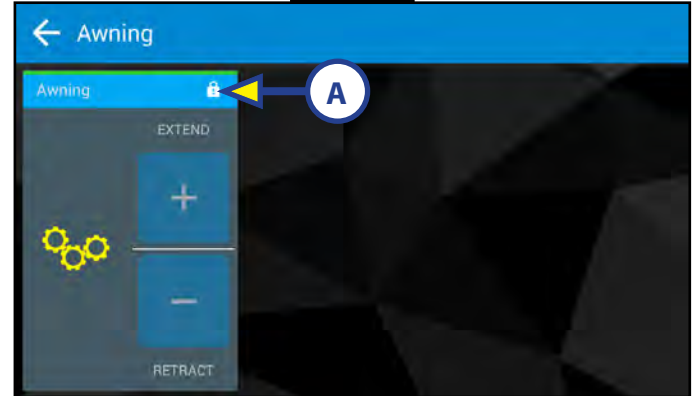 Awning
Awning
A
EXTEND
+
−
RETRACT